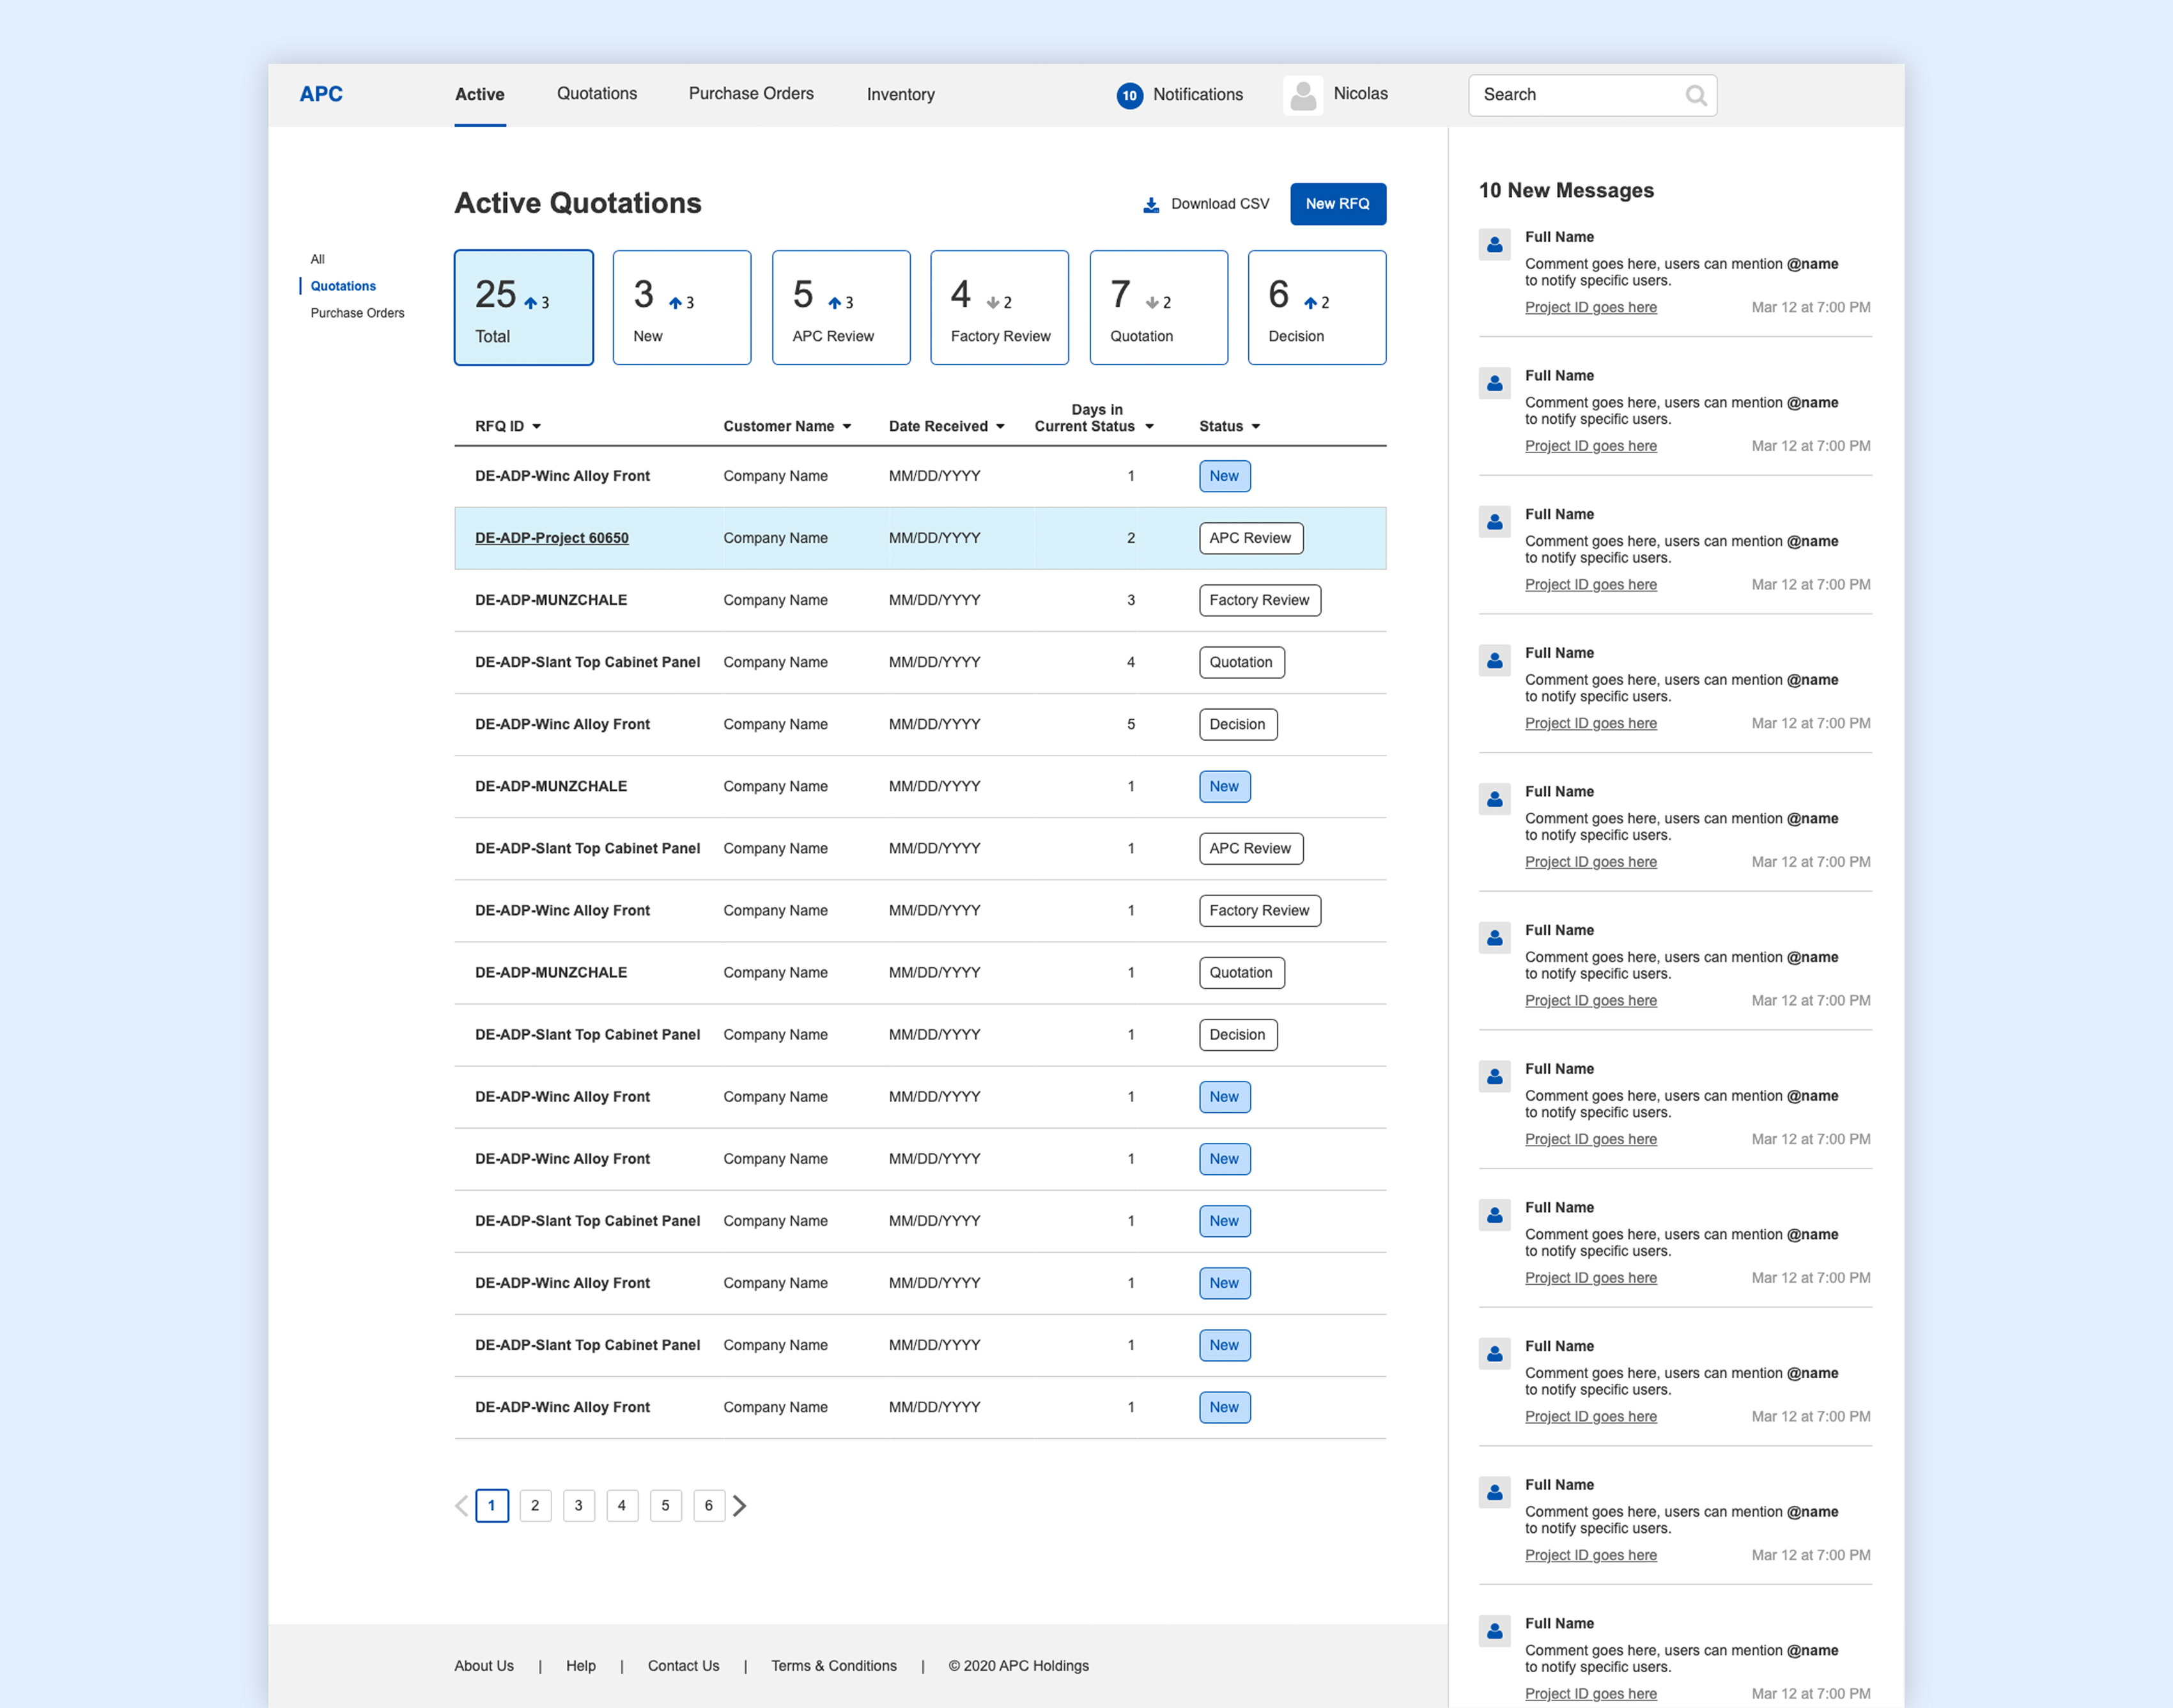 APC
Active
Quotations
Purchase Orders
Inventory
10 Notifications
Nicolas
Search
All
Quotations
Purchase Orders
Active Quotations
Download CSV
New RFQ
25 3
Total
3 3
New
5 3
APC Review
4 2
Factory Review
7 2
Quotation
6 2
Decision
RFQ ID
Customer Name
Date Received
Days in
Current Status
Status
DE-ADP-Winc Alloy Front Company Name MM/DD/YYYY 1 New
DE-ADP-Project 60650 Company Name MM/DD/YYYY 2 APC Review
DE-ADP-MUNZCHALE Company Name MM/DD/YYYY 3 Factory Review
DE-ADP-Slant Top Cabinet Panel Company Name MM/DD/YYYY 4 Quotation
DE-ADP-Winc Alloy Front Company Name MM/DD/YYYY 5 Decision
DE-ADP-MUNZCHALE Company Name MM/DD/YYYY 1 New
DE-ADP-Slant Top Cabinet Panel Company Name MM/DD/YYYY 1 APC Review
DE-ADP-Winc Alloy Front Company Name MM/DD/YYYY 1 Factory Review
DE-ADP-MUNZCHALE Company Name MM/DD/YYYY 1 Quotation
DE-ADP-Slant Top Cabinet Panel Company Name MM/DD/YYYY 1 Decision
DE-ADP-Winc Alloy Front Company Name MM/DD/YYYY 1 New
DE-ADP-Winc Alloy Front Company Name MM/DD/YYYY 1 New
DE-ADP-Slant Top Cabinet Panel Company Name MM/DD/YYYY 1 New
DE-ADP-Winc Alloy Front Company Name MM/DD/YYYY 1 New
DE-ADP-Slant Top Cabinet Panel Company Name MM/DD/YYYY 1 New
DE-ADP-Winc Alloy Front Company Name MM/DD/YYYY 1 New
1 2 3 4 5 6
10 New Messages
Full Name
Comment goes here, users can mention @name
to notify specific users.
Project ID goes here Mar 12 at 7:00 PM
Full Name
Comment goes here, users can mention @name
to notify specific users.
Project ID goes here Mar 12 at 7:00 PM
Full Name
Comment goes here, users can mention @name
to notify specific users.
Project ID goes here Mar 12 at 7:00 PM
Full Name
Comment goes here, users can mention @name
to notify specific users.
Project ID goes here Mar 12 at 7:00 PM
Full Name
Comment goes here, users can mention @name
to notify specific users.
Project ID goes here Mar 12 at 7:00 PM
Full Name
Comment goes here, users can mention @name
to notify specific users.
Project ID goes here Mar 12 at 7:00 PM
Full Name
Comment goes here, users can mention @name
to notify specific users.
Project ID goes here Mar 12 at 7:00 PM
Full Name
Comment goes here, users can mention @name
to notify specific users.
Project ID goes here Mar 12 at 7:00 PM
Full Name
Comment goes here, users can mention @name
to notify specific users.
Project ID goes here Mar 12 at 7:00 PM
Full Name
Comment goes here, users can mention @name
to notify specific users.
Project ID goes here Mar 12 at 7:00 PM
Full Name
Comment goes here, users can mention @name
to notify specific users.
Project ID goes here Mar 12 at 7:00 PM
About Us | Help | Contact Us | Terms & Conditions | © 2020 APC Holdings